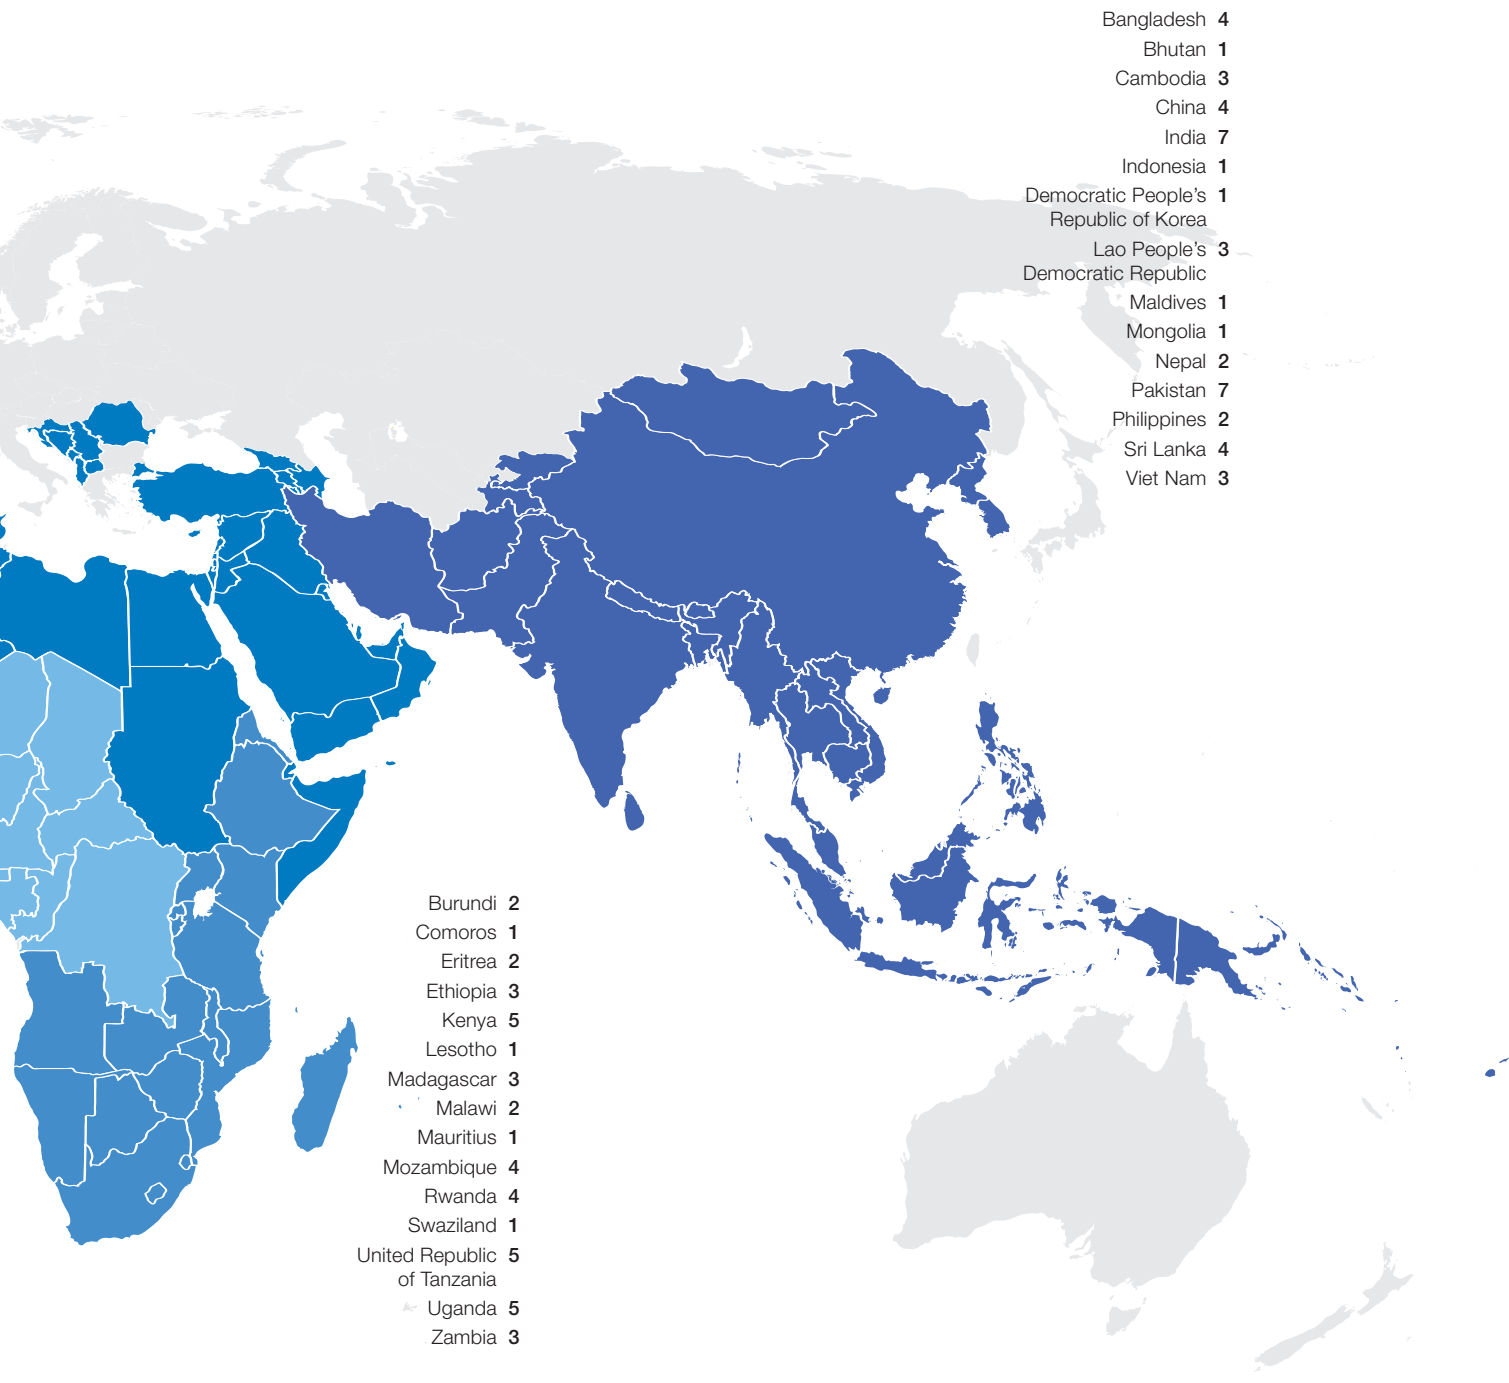 Bangladesh 4
Bhutan 1
Cambodia 3
China 4
India 7
Indonesia 1
Democratic People’s 1
Republic of Korea
Lao People’s 3
Democratic Republic
Maldives 1
Mongolia 1
Nepal 2
Pakistan 7
Philippines 2
Sri Lanka 4
Viet Nam 3
Burundi 2
Comoros 1
Eritrea 2
Ethiopia 3
Kenya 5
Lesotho 1
Madagascar 3
Malawi 2
Mauritius 1
Mozambique 4
Rwanda 4
Swaziland 1
United Republic 5
of Tanzania
Uganda 5
Zambia 3